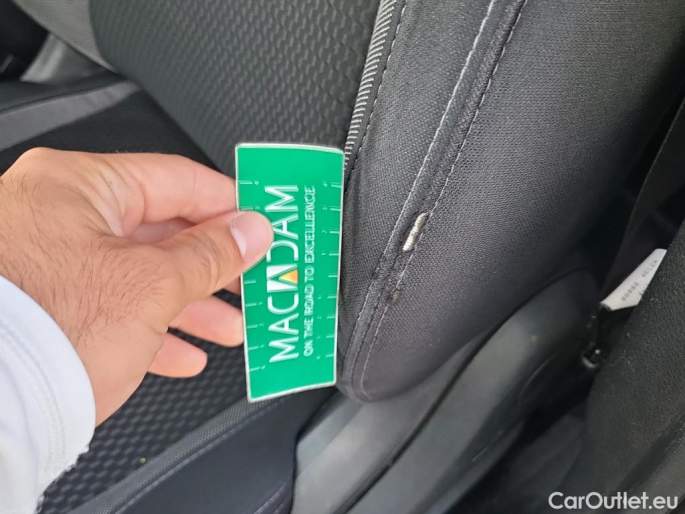 MACADAM
ON THE ROAD TO EXCELLENCE
CarOutlet.eu